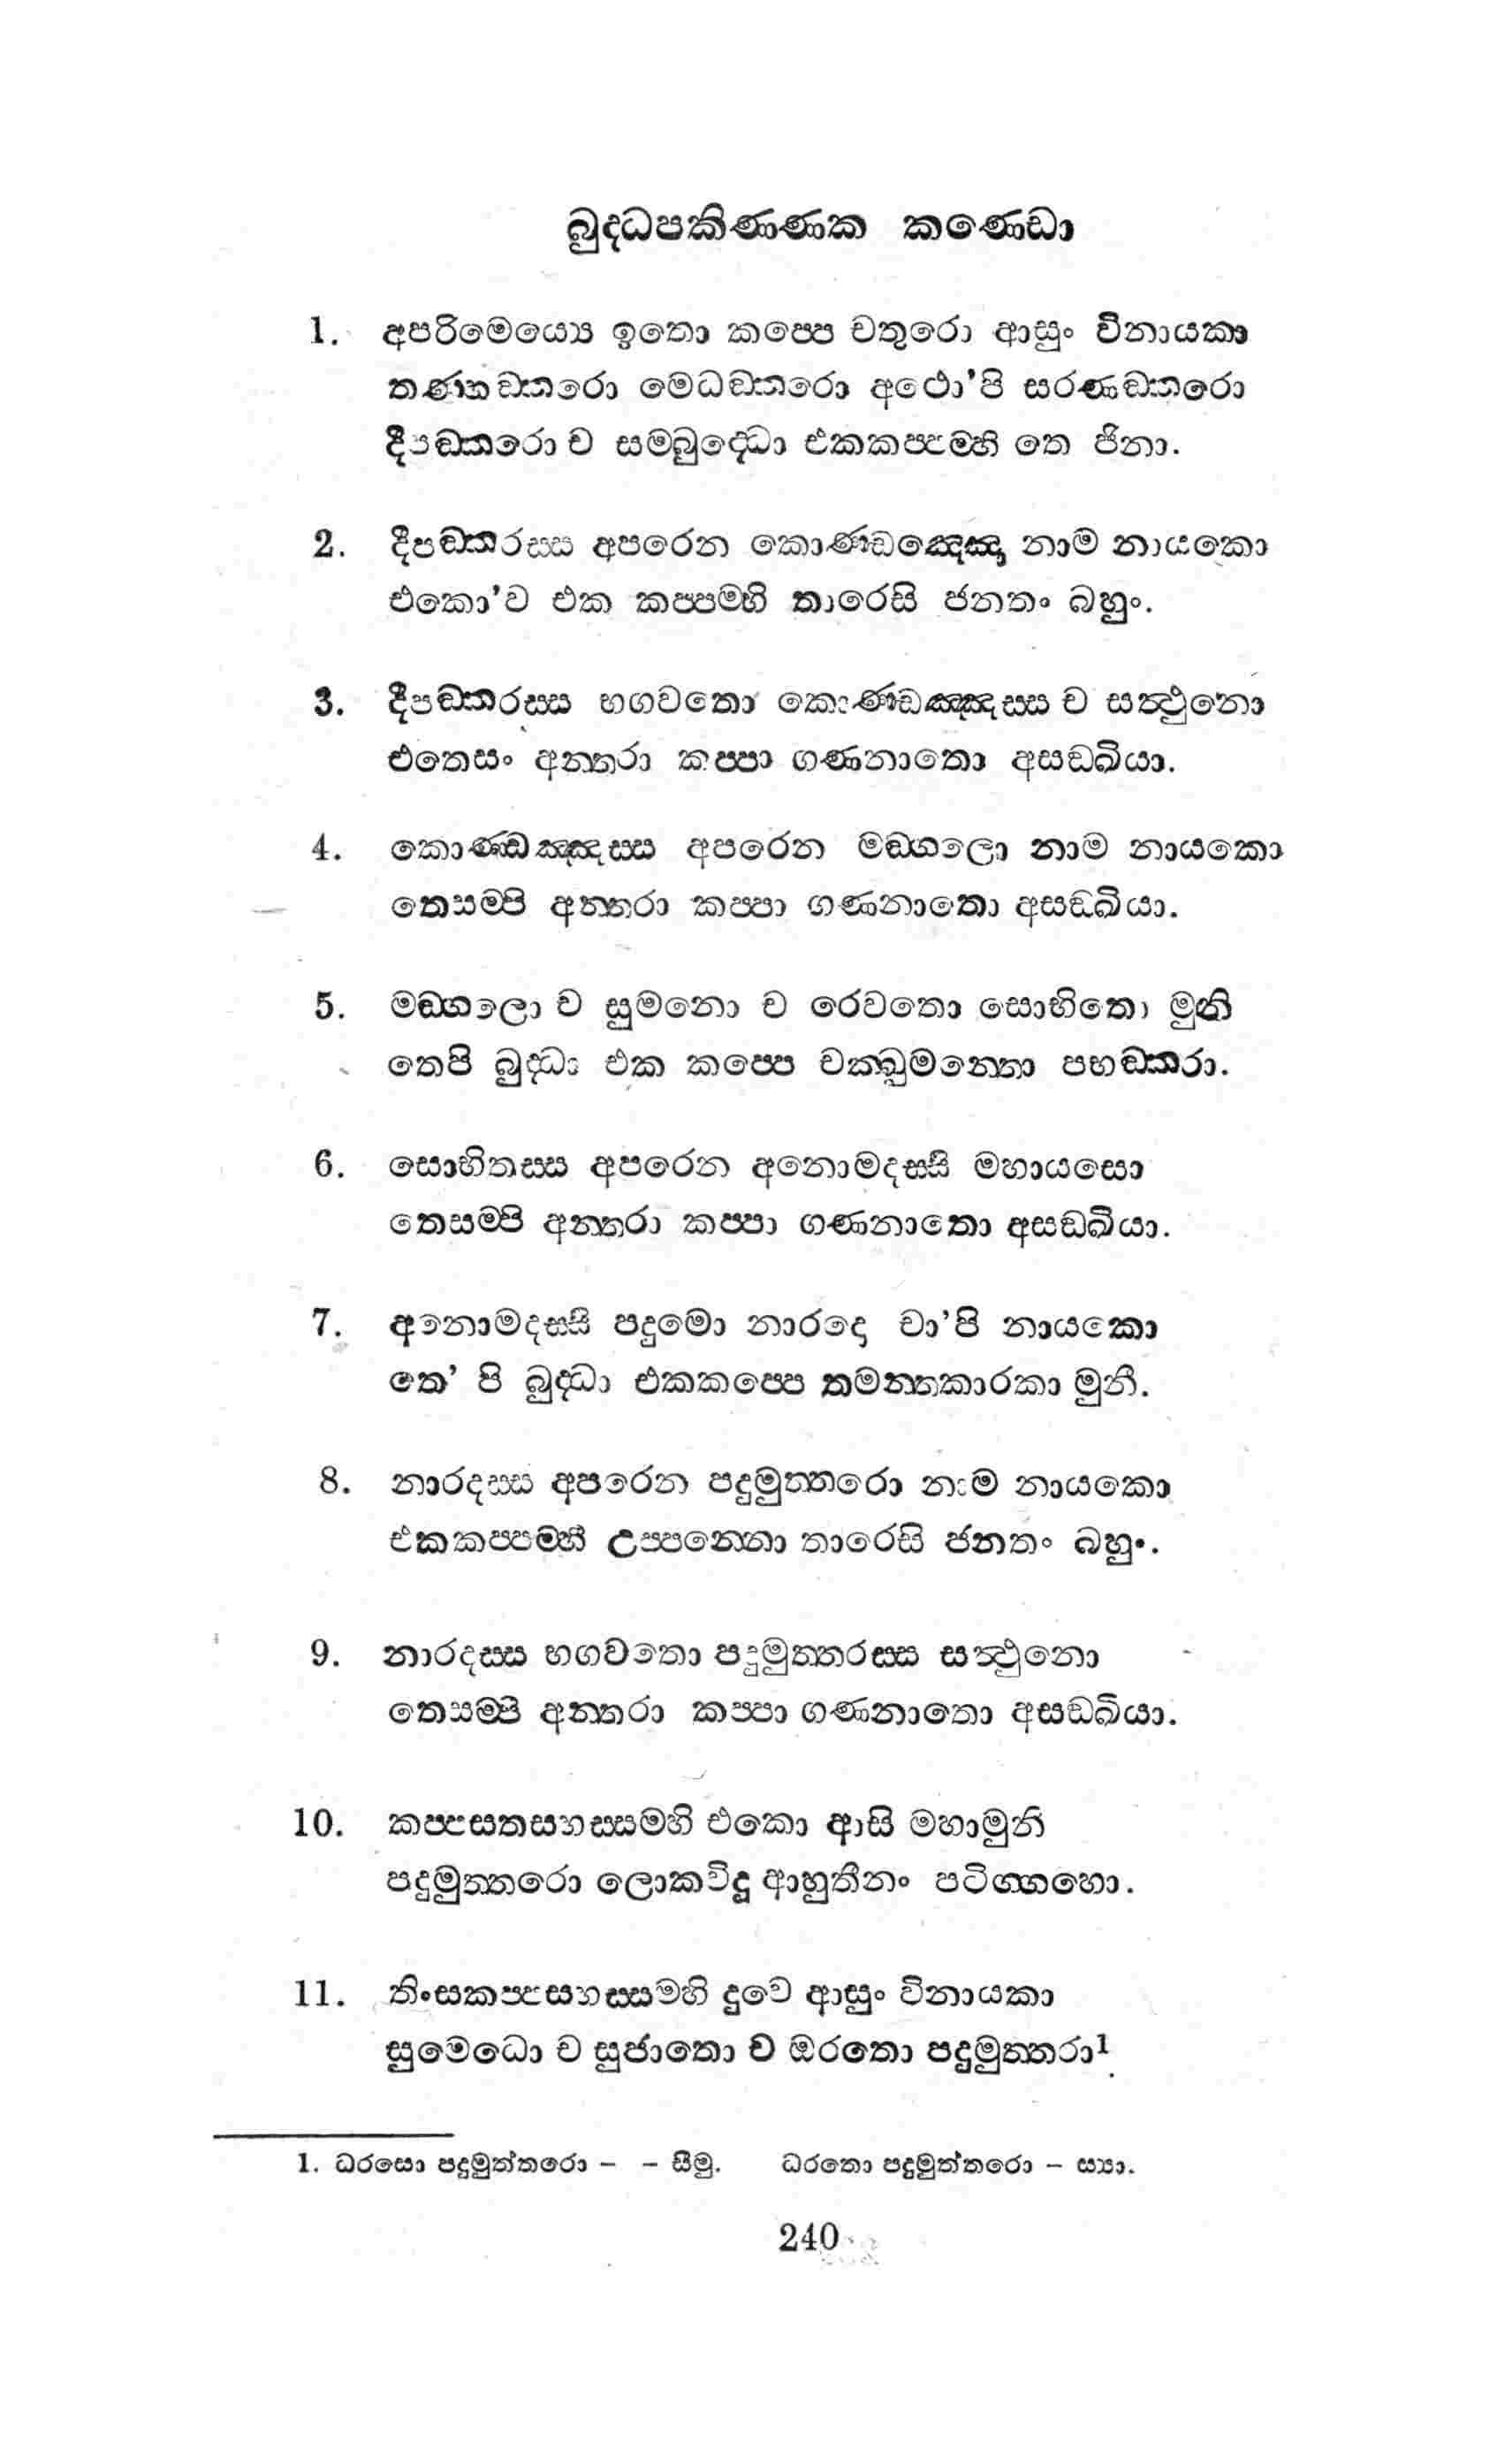 බුද්ධපකිණ්ණක කණ්ඩො
1. අපරිමෙය්‍යෙ ඉතො කප්පෙ චතුරො ආසුං විනායකා
තණ්හඞ්කරො මෙධඞ්කරො අථො'පි සරණඞ්කරො
දීපඞ්කරො ච සම්බුද්ධො එකකප්පම්හි තෙ ජිනා.
2. දීපඞ්කරස්ස අපරෙන කොණ්ඩඤ්ඤො නාම නායකො
එකො'ව එක කප්පම්හි තාරෙසි ජනතං බහුං.
3. දීපඞ්කරස්ස භගවතො කොණ්ඩඤ්ඤස්ස ච සත්ථුනො
එතෙසං අන්තරා කප්පා ගණනාතො අසඞ්ඛියා.
4. කොණ්ඩඤ්ඤස්ස අපරෙන මඞ්ගලො නාම නායකො
තෙසම්පි අන්තරා කප්පා ගණනාතො අසඞ්ඛියා.
5. මඞ්ගලො ච සුමනො ච රෙවතො සොභිතො මුනි
තෙපි බුද්ධා එක කප්පෙ චක්ඛුමන්තො පභඞ්කරා.
6. සොභිතස්ස අපරෙන අනොමදස්සි මහායසො
තෙසම්පි අන්තරා කප්පා ගණනාතො අසඞ්ඛියා.
7. අනොමදස්සි පදුමො නාරදො චා'පි නායකො
තෙ' පි බුද්ධා එකකප්පෙ තමන්තකාරකා මුනී.
8. නාරදස්ස අපරෙන පදුමුත්තරො නාම නායකො
එකකප්පම්හි උප්පන්නො තාරෙසි ජනතං බහුං.
9. නාරදස්ස භගවතො පදුමුත්තරස්ස සත්ථුනො
තෙසම්පි අන්තරා කප්පා ගණනාතො අසඞ්ඛියා.
10. කප්පසතසහස්සම්හි එකො ආසි මහාමුනි
පදුමුත්තරො ලොකවිදූ ආහුතීනං පටිග්ගහො.
11. තිංසකප්පසහස්සම්හි දුවෙ ආසුං විනායකා
සුමෙධො ච සුජාතො ච ඔරතො පදුමුත්තරා¹.
1. ධරසො පදුමුත්තරො - - සීමු. ධරතො පදුමුත්තරො - ස්‍යා.
240